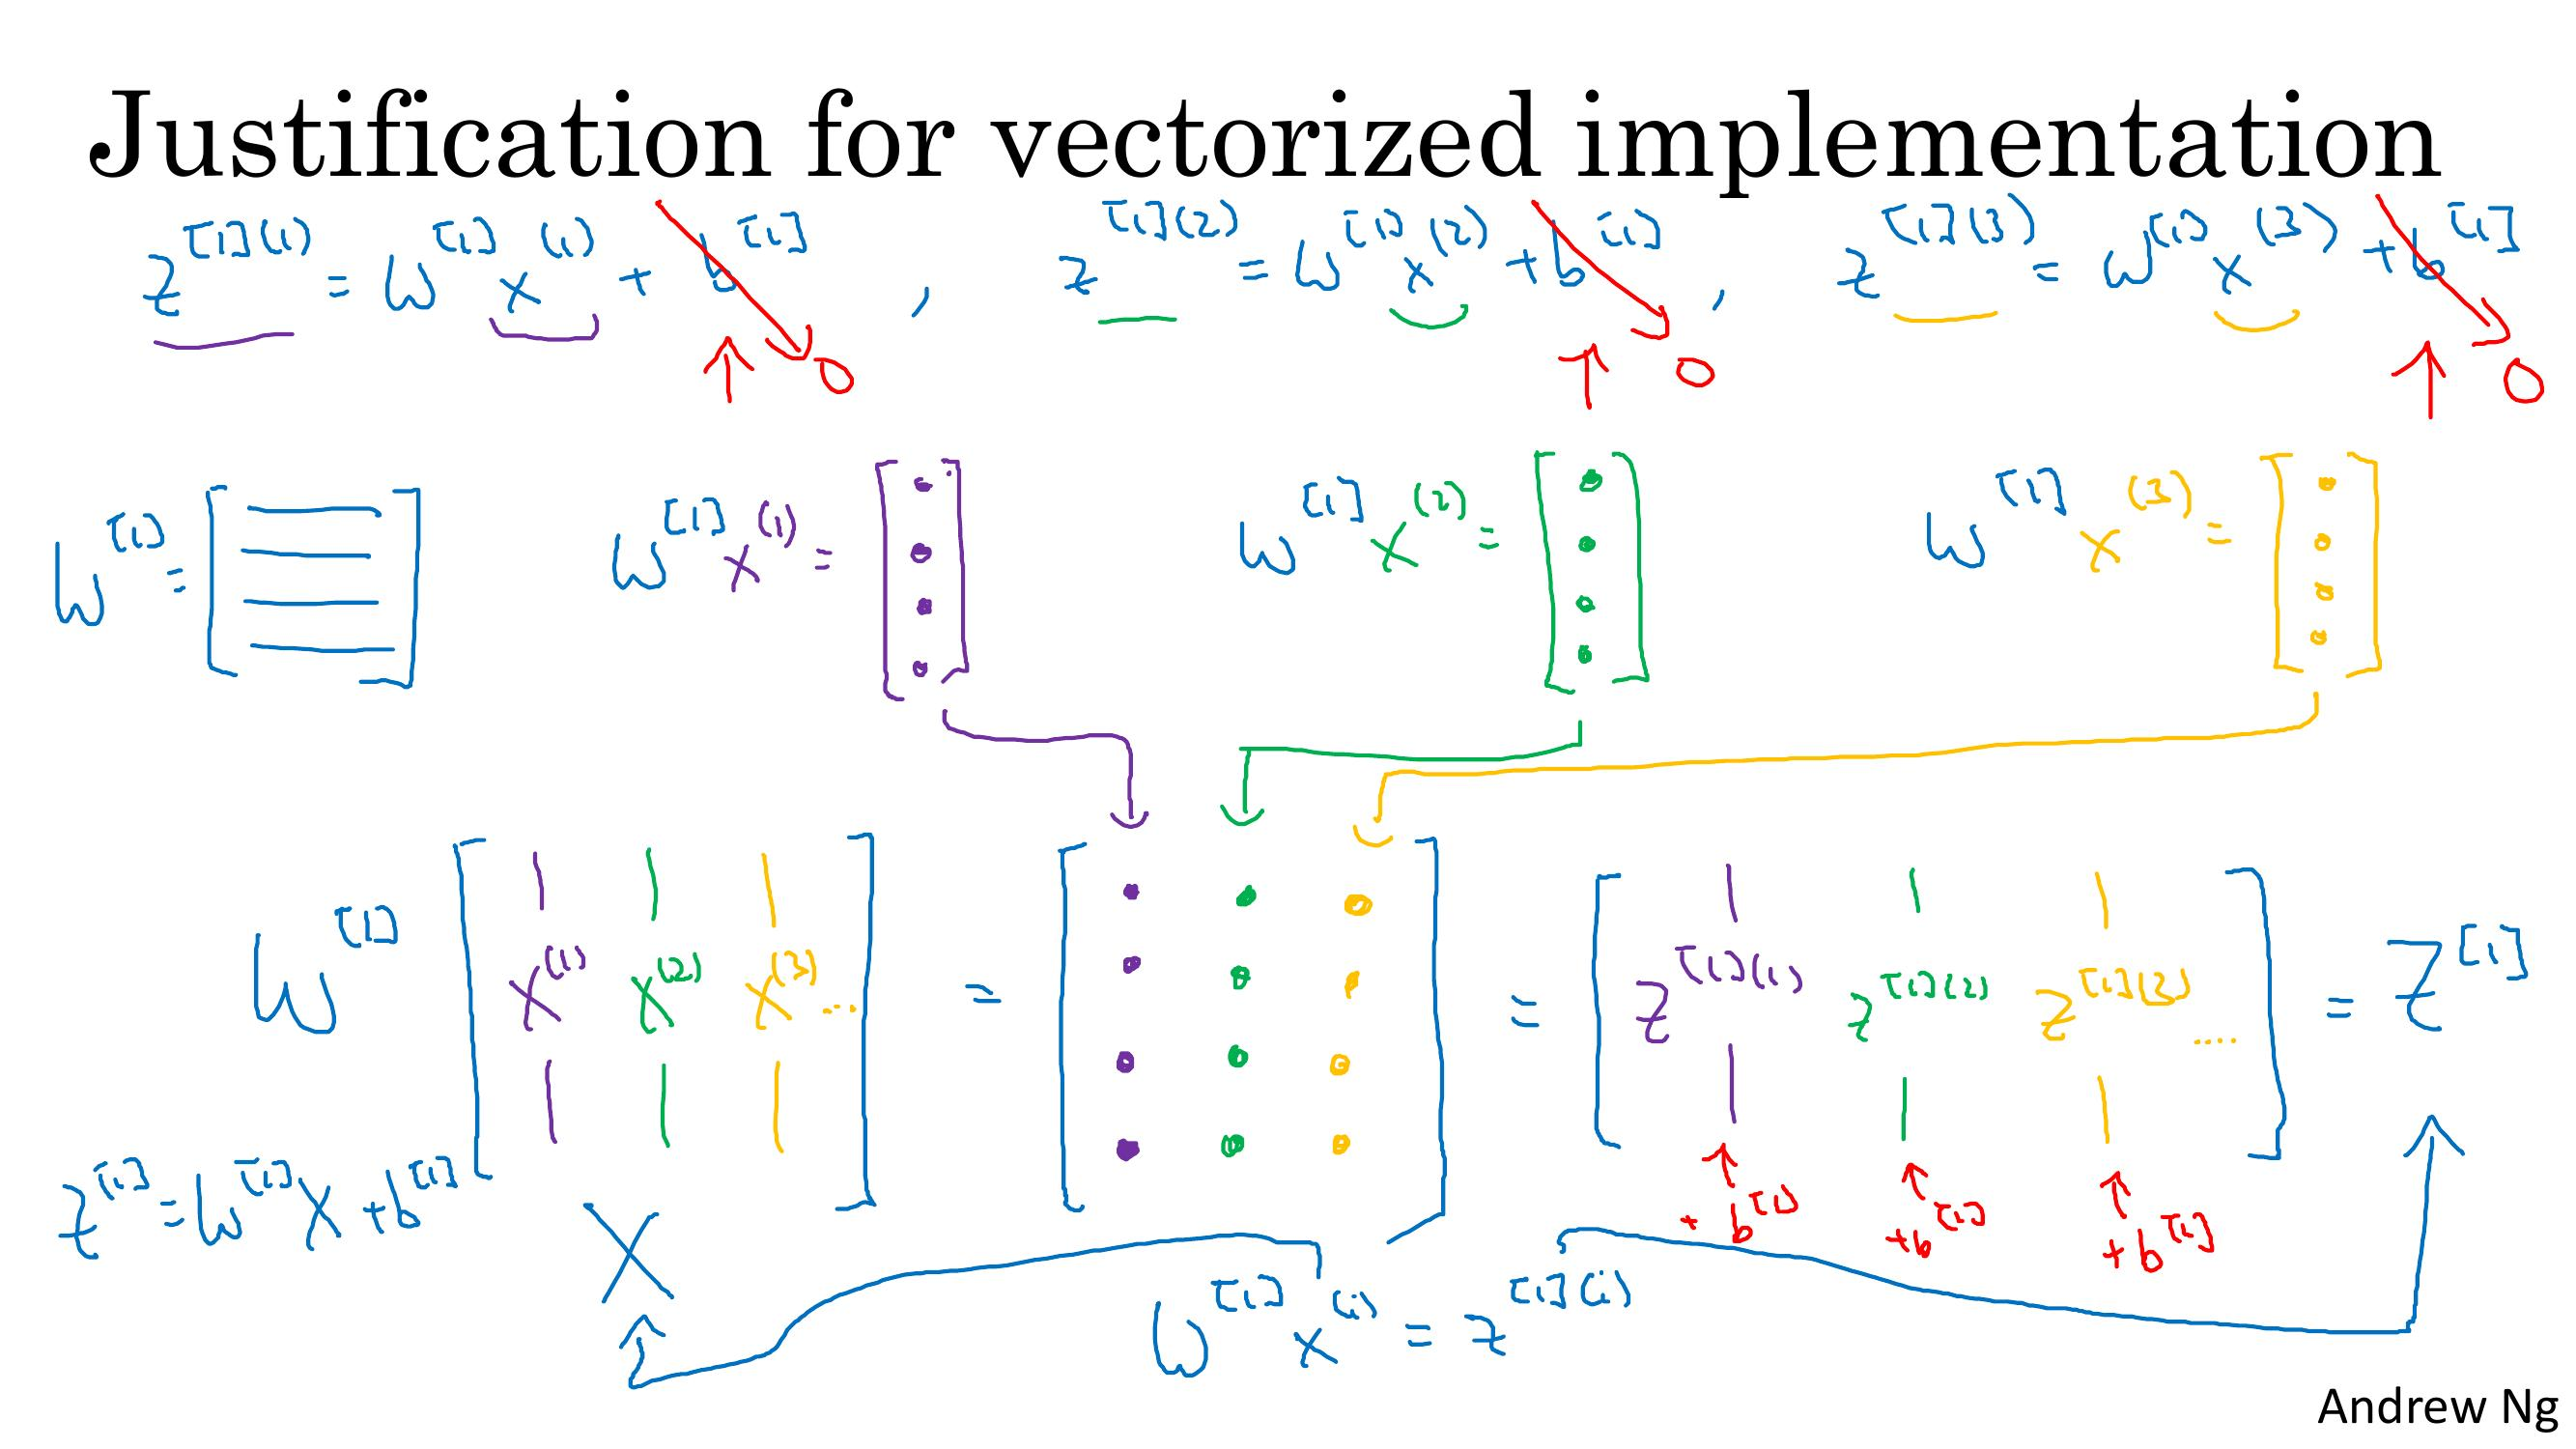 Justification for vectorized implementation
z^[1](1) = W^[1] x^(1) + b^[1] , z^[1](2) = W^[1] x^(2) + b^[1] , z^[1](3) = W^[1] x^(3) + b^[1]
0 0 0
W^[1] = W^[1] x^(1) = W^[1] x^(2) = W^[1] x^(3) =
W^[1] [ x^(1) x^(2) x^(3) ... ] = [ ] = [ z^[1](1) z^[1](2) z^[1](3) .... ] = Z^[1]
z^[1] = W^[1] X + b^[1]
+ b^[1] + b^[1] + b^[1]
X
W^[1] x^(i) = z^[1](i)
Andrew Ng